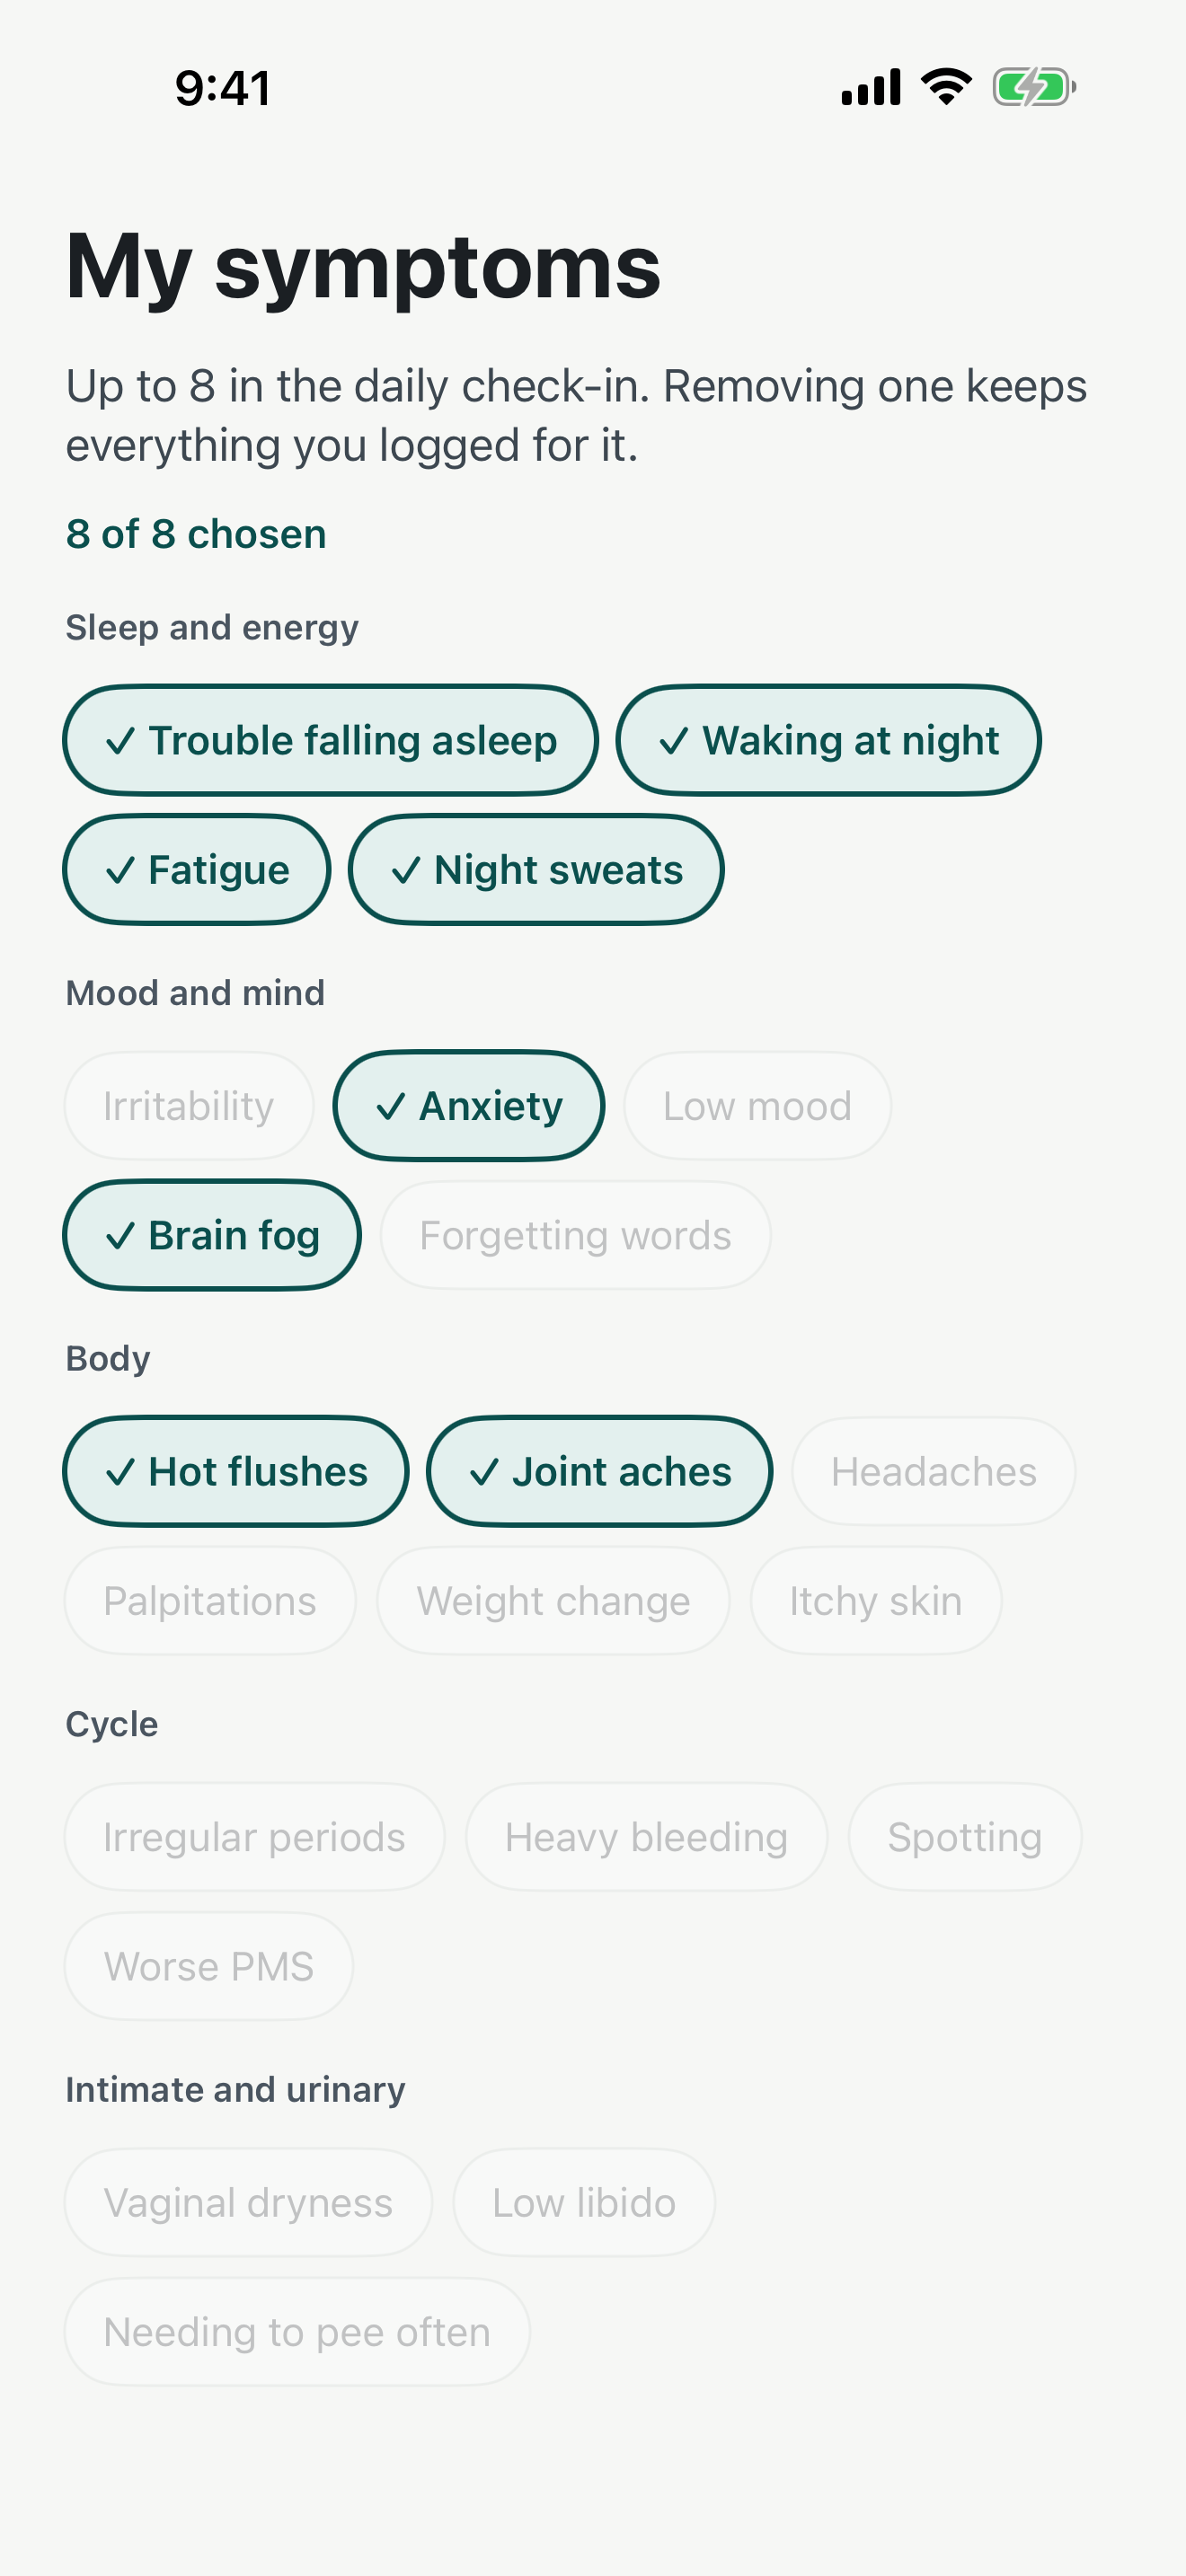 9:41
My symptoms
Up to 8 in the daily check-in. Removing one keeps
everything you logged for it.
8 of 8 chosen
Sleep and energy
✓ Trouble falling asleep ✓ Waking at night
✓ Fatigue ✓ Night sweats
Mood and mind
Irritability ✓ Anxiety Low mood
✓ Brain fog Forgetting words
Body
✓ Hot flushes ✓ Joint aches Headaches
Palpitations Weight change Itchy skin
Cycle
Irregular periods Heavy bleeding Spotting
Worse PMS
Intimate and urinary
Vaginal dryness Low libido
Needing to pee often